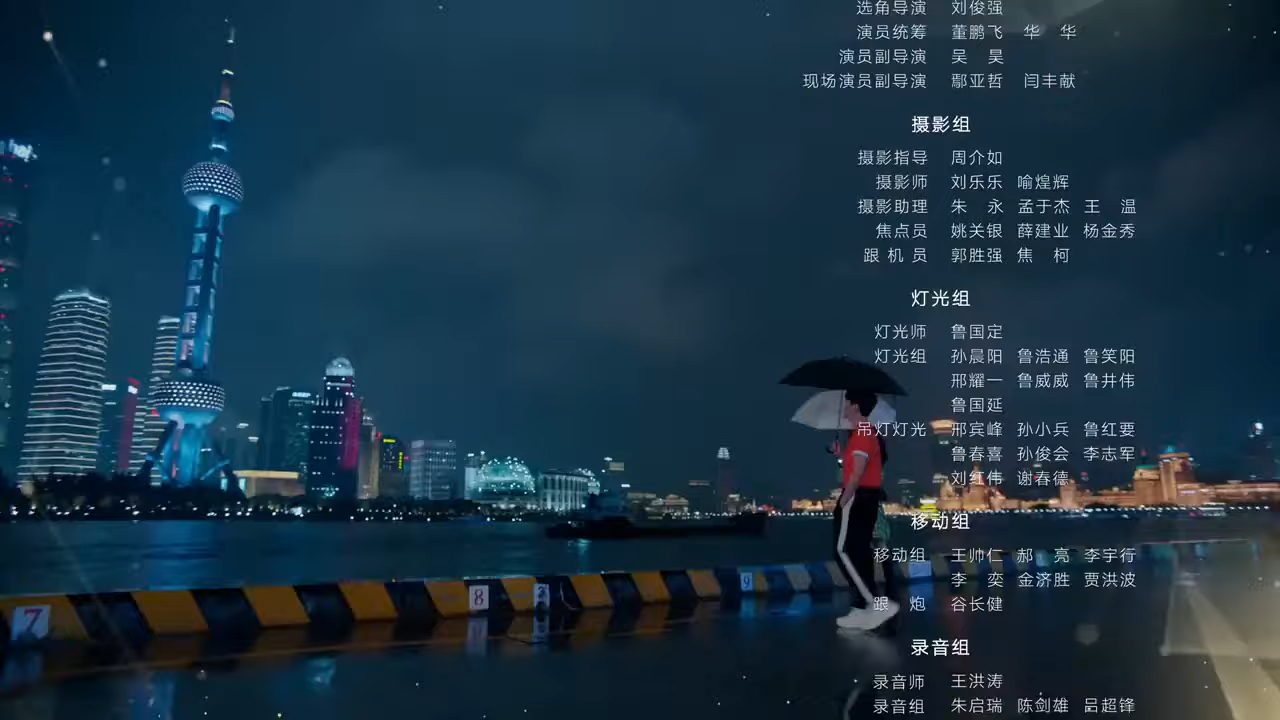 选角导演 刘俊强
演员统筹 董鹏飞 华 华
演员副导演 吴 昊
现场演员副导演 鄢亚哲 闫丰献
摄影组
摄影指导 周介如
摄影师 刘乐乐 喻煌辉
摄影助理 朱 永 孟于杰 王 温
焦点员 姚关银 薛建业 杨金秀
跟 机 员 郭胜强 焦 柯
灯光组
灯光师 鲁国定
灯光组 孙晨阳 鲁浩通 鲁笑阳
邢耀一 鲁威威 鲁井伟
鲁国延
吊灯灯光 邢宾峰 孙小兵 鲁红要
鲁春喜 孙俊会 李志军
刘红伟 谢春德
移动组
移动组 王帅仁 郝 亮 李宇行
李 奕 金济胜 贾洪波
跟 炮 谷长健
录音组
录音师 王洪涛
录音组 朱启瑞 陈剑雄 吕超锋
7
8
9